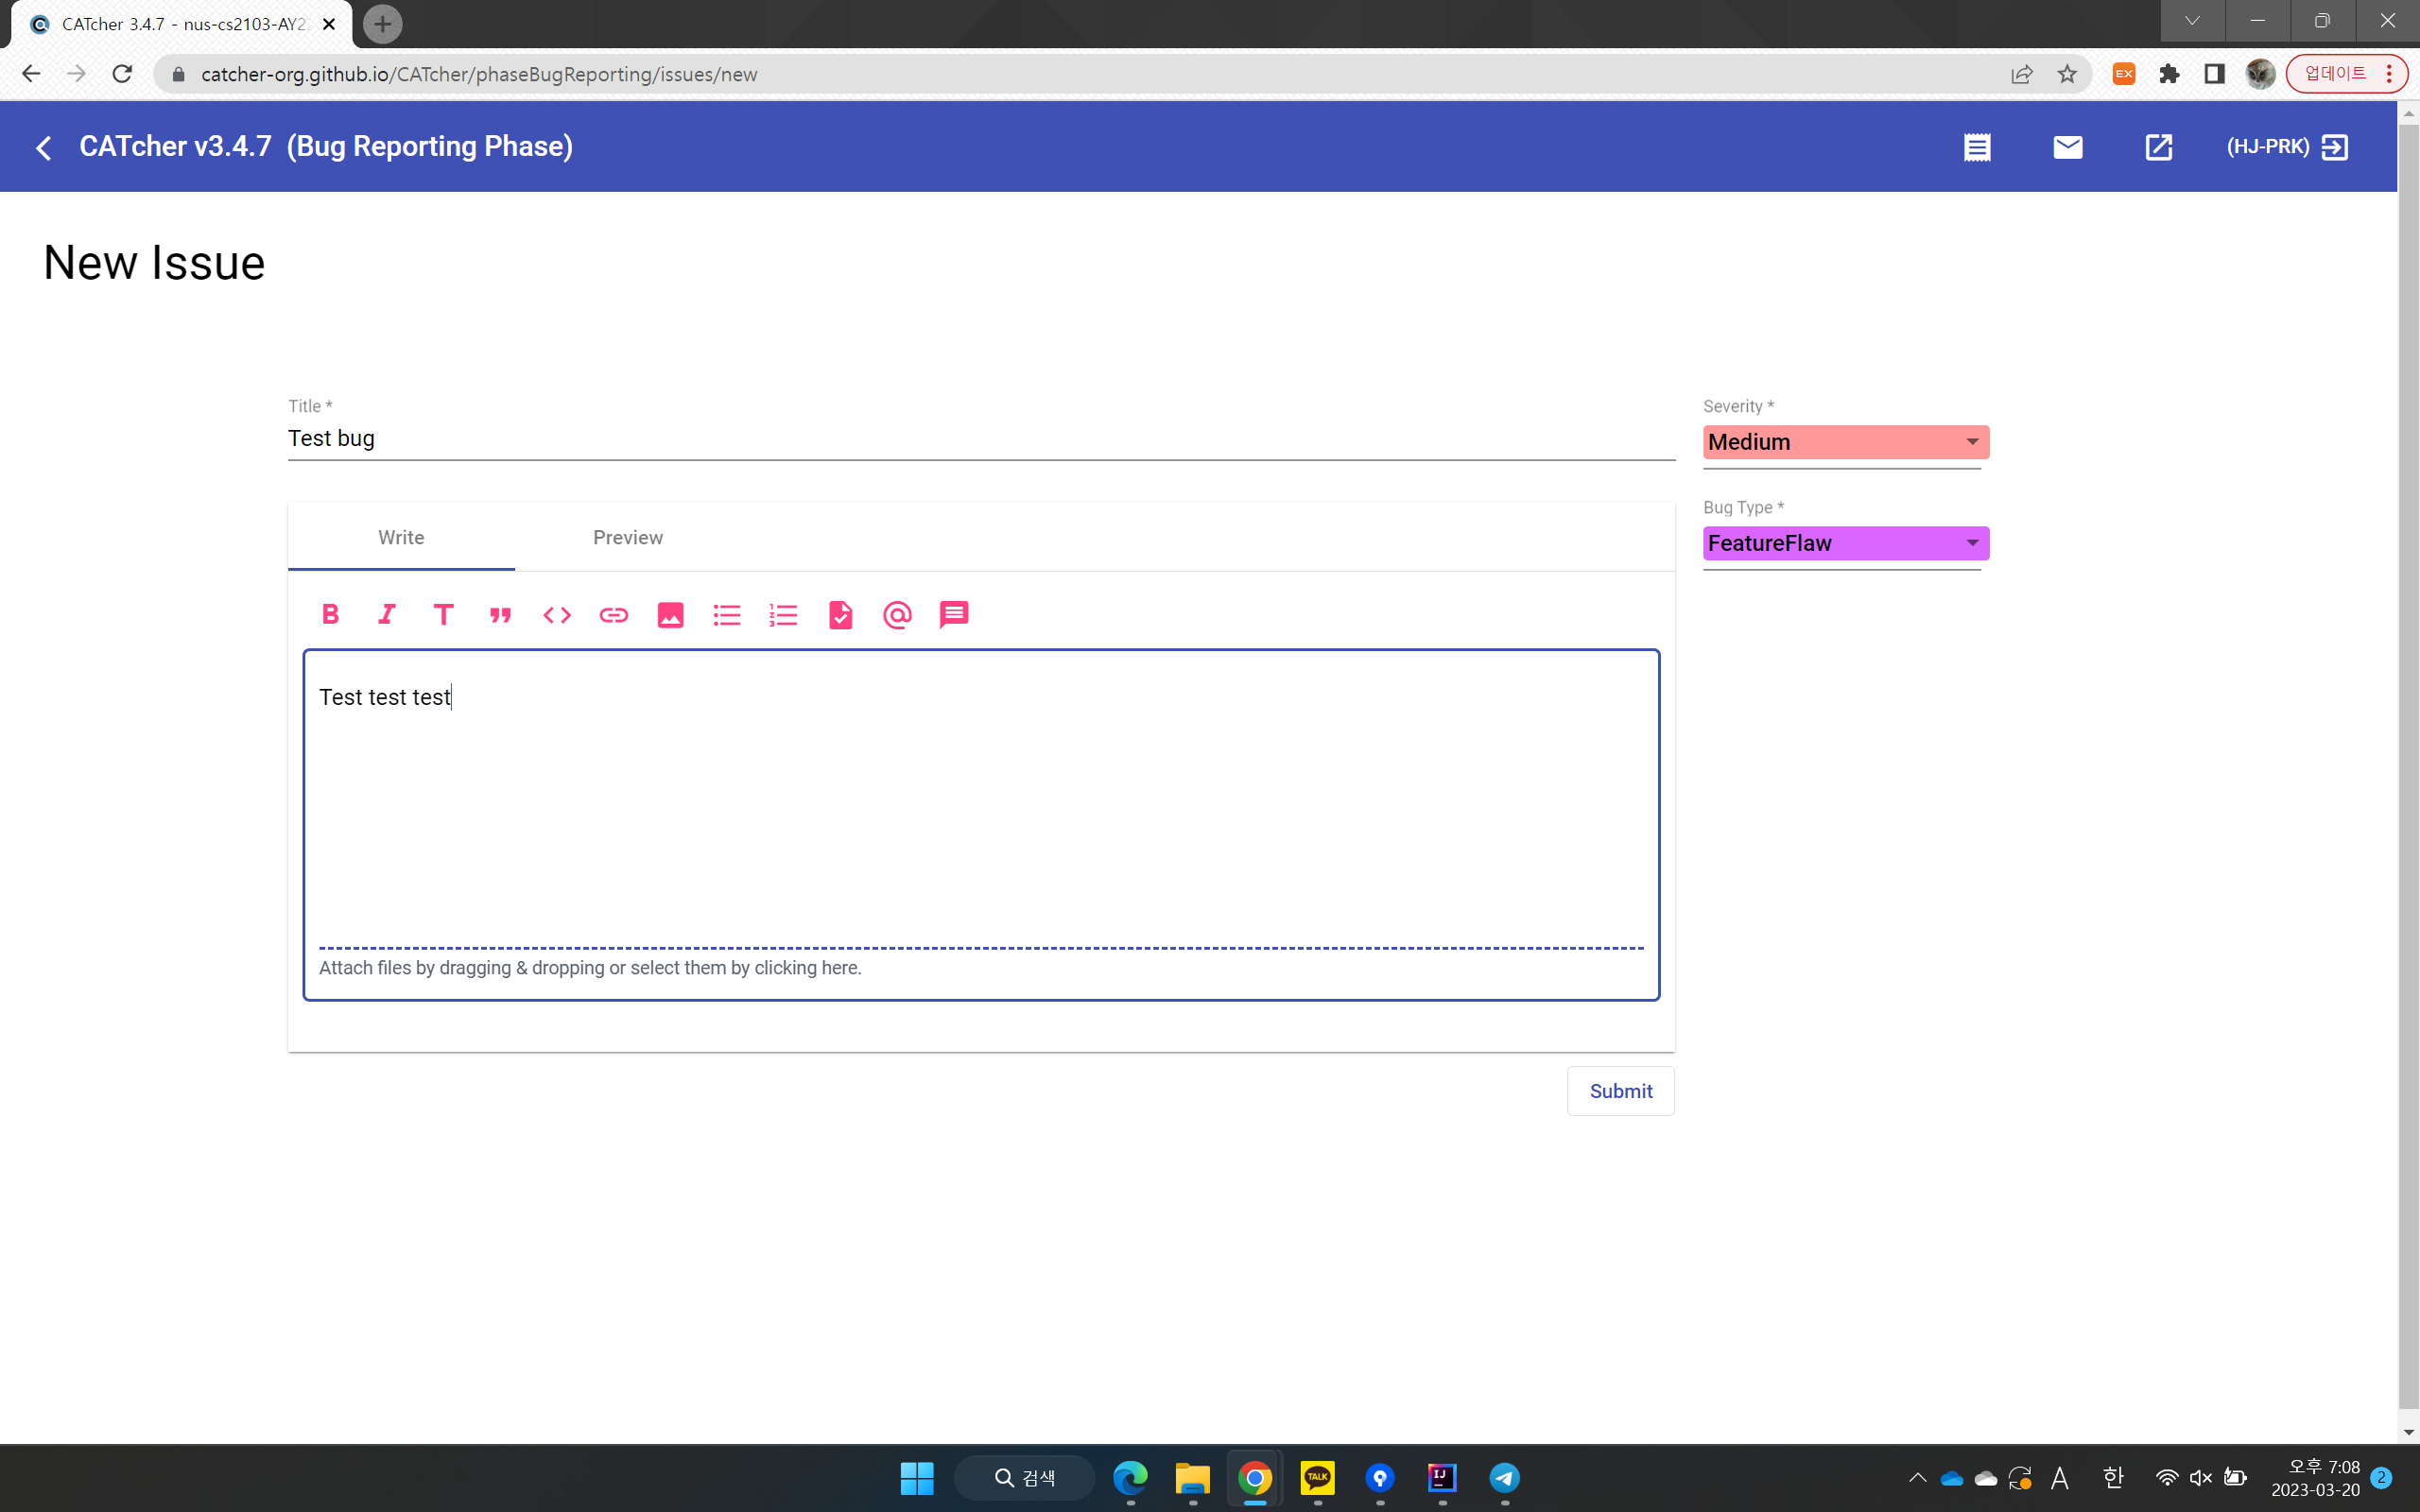 CATcher 3.4.7 - nus-cs2103-AY2
catcher-org.github.io/CATcher/phaseBugReporting/issues/new
EX
업데이트
CATcher v3.4.7 (Bug Reporting Phase)
(HJ-PRK)
New Issue
Title *
Test bug
Severity *
Medium
Bug Type *
FeatureFlaw
Write
Preview
Test test test
Attach files by dragging & dropping or select them by clicking here.
Submit
검색
TALK
IJ
A
한
오후 7:08
2023-03-20
2